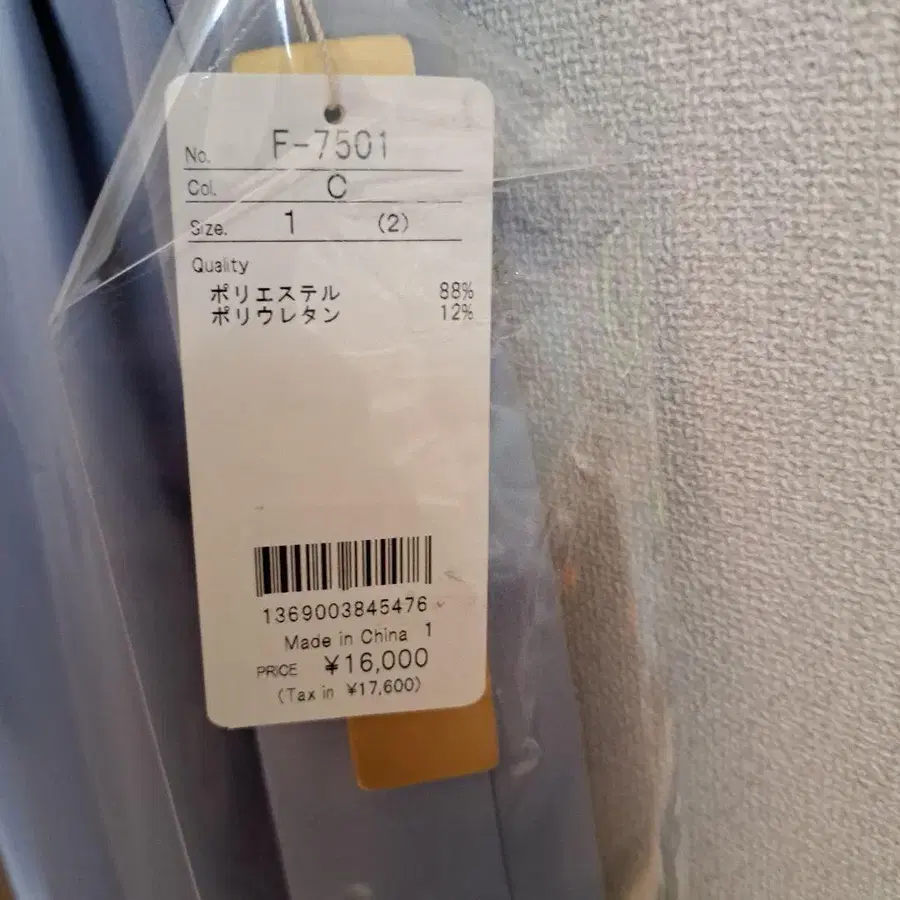 No. F-7501
Col. C
Size. 1 (2)
Quality
ポリエステル 88%
ポリウレタン 12%
1369003845476
Made in China 1
PRICE ¥16,000
(Tax in ¥17,600)